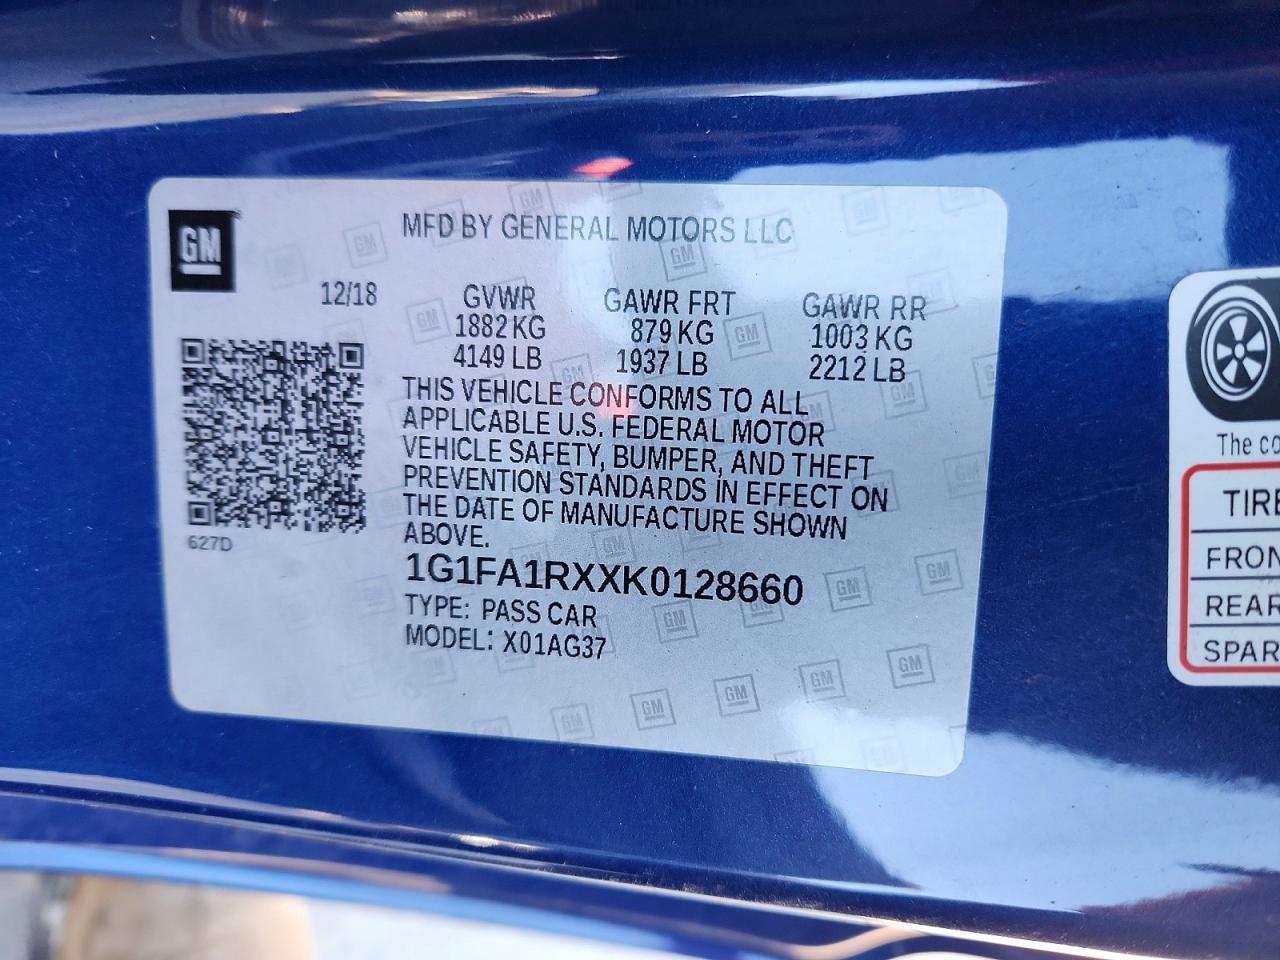 GM
MFD BY GENERAL MOTORS LLC
12/18 GVWR GAWR FRT GAWR RR
1882 KG 879 KG 1003 KG
4149 LB 1937 LB 2212 LB
THIS VEHICLE CONFORMS TO ALL
APPLICABLE U.S. FEDERAL MOTOR
VEHICLE SAFETY, BUMPER, AND THEFT
PREVENTION STANDARDS IN EFFECT ON
THE DATE OF MANUFACTURE SHOWN
ABOVE.
627D
1G1FA1RXXK0128660
TYPE: PASS CAR
MODEL: X01AG37
The co
TIRE
FRON
REAR
SPAR